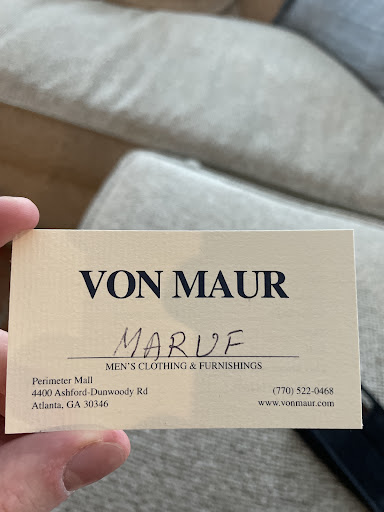 VON MAUR
MARUF
MEN'S CLOTHING & FURNISHINGS
Perimeter Mall
4400 Ashford-Dunwoody Rd
Atlanta, GA 30346
(770) 522-0468
www.vonmaur.com